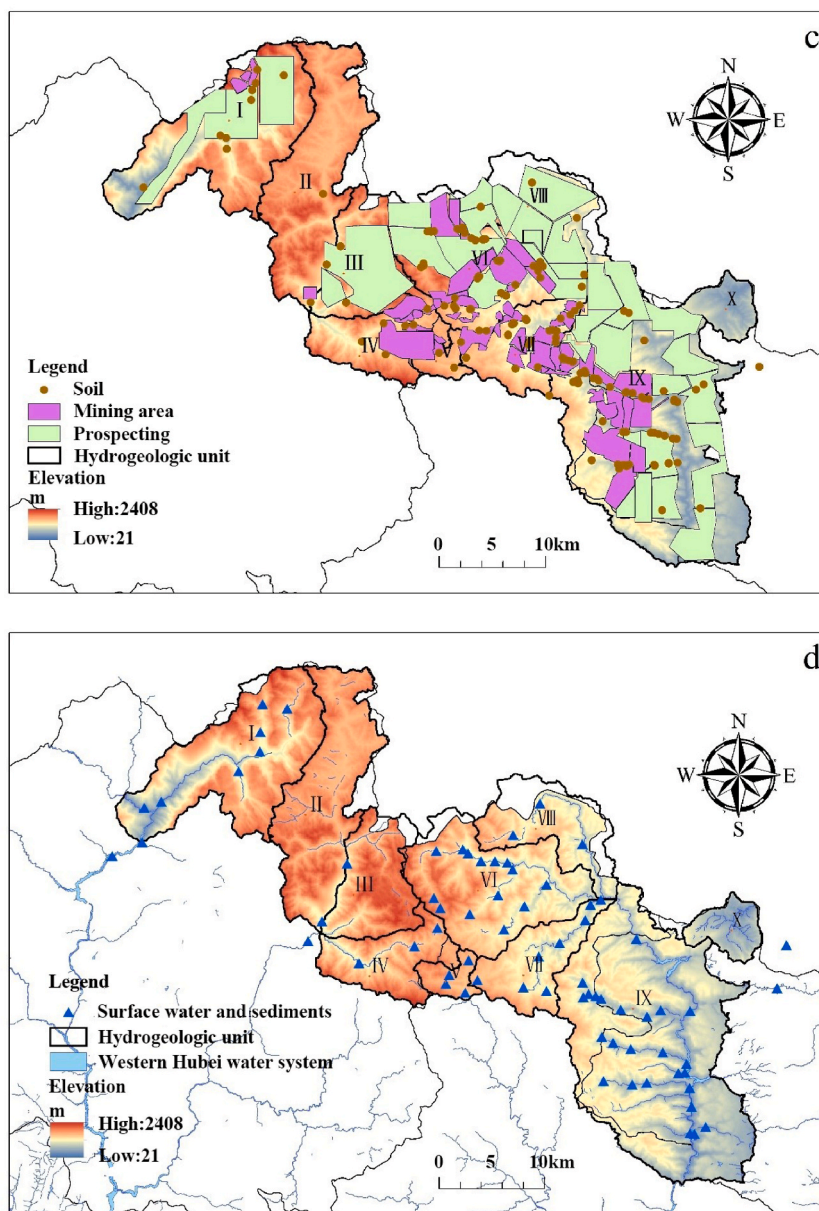 c
N
W E
S
I
II
VIII
III
VI
X
IV
V
VII
IX
Legend
Soil
Mining area
Prospecting
Hydrogeologic unit
Elevation
m
High:2408
Low:21
0 5 10km
d
N
W E
S
I
II
VIII
III
VI
X
IV
V
VII
IX
Legend
Surface water and sediments
Hydrogeologic unit
Western Hubei water system
Elevation
m
High:2408
Low:21
0 5 10km